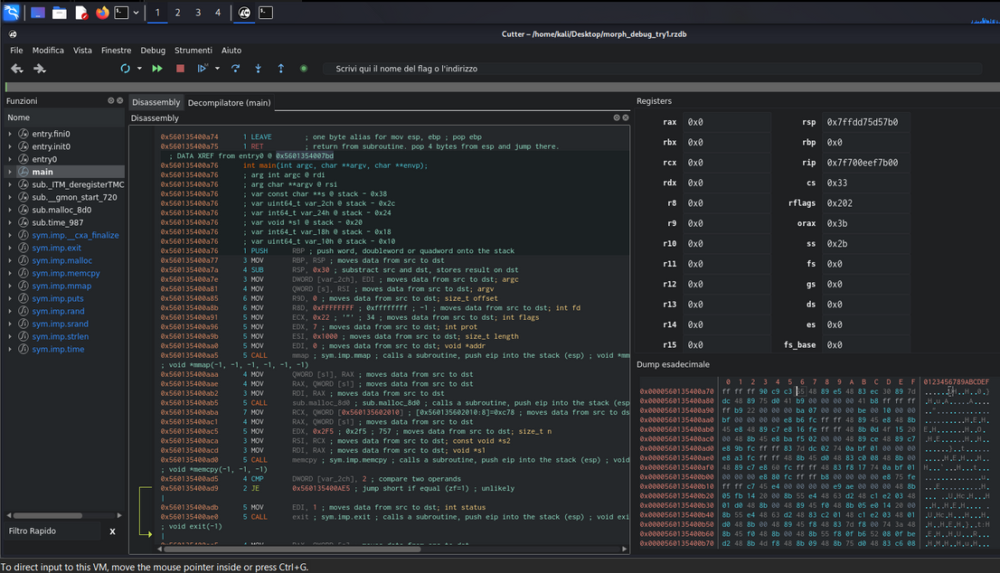 1 2 3 4
Cutter – /home/kali/Desktop/morph_debug_try1.rzdb
File Modifica Vista Finestre Debug Strumenti Aiuto
Scrivi qui il nome del flag o l'indirizzo
Funzioni
Nome
entry.fini0
entry.init0
entry0
main
sub._ITM_deregisterTMC
sub.__gmon_start_720
sub.malloc_8d0
sub.time_987
sym.imp.__cxa_finalize
sym.imp.exit
sym.imp.malloc
sym.imp.memcpy
sym.imp.mmap
sym.imp.puts
sym.imp.rand
sym.imp.srand
sym.imp.strlen
sym.imp.time
Filtro Rapido X
Disassembly Decompilatore (main)
Disassembly
0x560135400a74 1 LEAVE ; one byte alias for mov esp, ebp ; pop ebp
0x560135400a75 1 RET ; return from subroutine. pop 4 bytes from esp and jump there.
; DATA XREF from entry0 @ 0x5601354007bd
0x560135400a76 int main(int argc, char **argv, char **envp);
0x560135400a76 ; arg int argc @ rdi
0x560135400a76 ; arg char **argv @ rsi
0x560135400a76 ; var const char **s @ stack - 0x38
0x560135400a76 ; var uint64_t var_2ch @ stack - 0x2c
0x560135400a76 ; var int64_t var_24h @ stack - 0x24
0x560135400a76 ; var void *s1 @ stack - 0x20
0x560135400a76 ; var int64_t var_18h @ stack - 0x18
0x560135400a76 ; var uint64_t var_10h @ stack - 0x10
0x560135400a76 1 PUSH RBP ; push word, doubleword or quadword onto the stack
0x560135400a77 3 MOV RBP, RSP ; moves data from src to dst
0x560135400a7a 4 SUB RSP, 0x30 ; substract src and dst, stores result on dst
0x560135400a7e 3 MOV DWORD [var_2ch], EDI ; moves data from src to dst; argc
0x560135400a81 4 MOV QWORD [s], RSI ; moves data from src to dst; argv
0x560135400a85 6 MOV R9D, 0 ; moves data from src to dst; size_t offset
0x560135400a8b 6 MOV R8D, 0xFFFFFFFF ; 0xffffffff ; -1 ; moves data from src to dst; int fd
0x560135400a91 5 MOV ECX, 0x22 ; '"' ; 34 ; moves data from src to dst; int flags
0x560135400a96 5 MOV EDX, 7 ; moves data from src to dst; int prot
0x560135400a9b 5 MOV ESI, 0x1000 ; moves data from src to dst; size_t length
0x560135400aa0 5 MOV EDI, 0 ; moves data from src to dst; void *addr
0x560135400aa5 5 CALL mmap ; sym.imp.mmap ; calls a subroutine, push eip into the stack (esp) ; void *mm
; void *mmap(-1, -1, -1, -1, -1, -1)
0x560135400aaa 4 MOV QWORD [s1], RAX ; moves data from src to dst
0x560135400aae 4 MOV RAX, QWORD [s1] ; moves data from src to dst
0x560135400ab2 3 MOV RDI, RAX ; moves data from src to dst
0x560135400ab5 5 CALL sub.malloc_8d0 ; sub.malloc_8d0 ; calls a subroutine, push eip into the stack (esp
0x560135400aba 7 MOV RCX, QWORD [0x560135602010] ; [0x560135602010:8]=0xc78 ; moves data from src to d
0x560135400ac1 4 MOV RAX, QWORD [s1] ; moves data from src to dst
0x560135400ac5 5 MOV EDX, 0x2F5 ; 0x2f5 ; 757 ; moves data from src to dst; size_t n
0x560135400aca 3 MOV RSI, RCX ; moves data from src to dst; const void *s2
0x560135400acd 3 MOV RDI, RAX ; moves data from src to dst; void *s1
0x560135400ad0 5 CALL memcpy ; sym.imp.memcpy ; calls a subroutine, push eip into the stack (esp) ; void
; void *memcpy(-1, -1, -1)
0x560135400ad5 4 CMP DWORD [var_2ch], 2 ; compare two operands
0x560135400ad9 2 JE 0x560135400AE5 ; jump short if equal (zf=1) ; unlikely
0x560135400adb 5 MOV EDI, 1 ; moves data from src to dst; int status
0x560135400ae0 5 CALL exit ; sym.imp.exit ; calls a subroutine, push eip into the stack (esp) ; void exi
; void exit(-1)
Registers
rax 0x0 rsp 0x7ffdd75d57b0
rbx 0x0 rbp 0x0
rcx 0x0 rip 0x7f700eef7b00
rdx 0x0 cs 0x33
r8 0x0 rflags 0x202
r9 0x0 orax 0x3b
r10 0x0 ss 0x2b
r11 0x0 fs 0x0
r12 0x0 gs 0x0
r13 0x0 ds 0x0
r14 0x0 es 0x0
r15 0x0 fs_base 0x0
Dump esadecimale
0 1 2 3 4 5 6 7 8 9 A B C D E F 0123456789ABCDEF
0x0000560135400a70 ff ff ff 90 c9 c3 55 48 89 e5 48 83 ec 30 89 7d
0x0000560135400a80 dc 48 89 75 d0 41 b9 00 00 00 00 41 b8 ff ff ff
0x0000560135400a90 ff b9 22 00 00 00 ba 07 00 00 00 be 00 10 00 00
0x0000560135400aa0 bf 00 00 00 00 e8 b6 fc ff ff 48 89 45 e8 48 8b
0x0000560135400ab0
0x0000560135400ac0
0x0000560135400ad0
0x0000560135400ae0
0x0000560135400af0
0x0000560135400b00
0x0000560135400b10
0x0000560135400b20
0x0000560135400b30
0x0000560135400b40
0x0000560135400b50
0x0000560135400b60
0x0000560135400b70
To direct input to this VM, move the mouse pointer inside or press Ctrl+G.